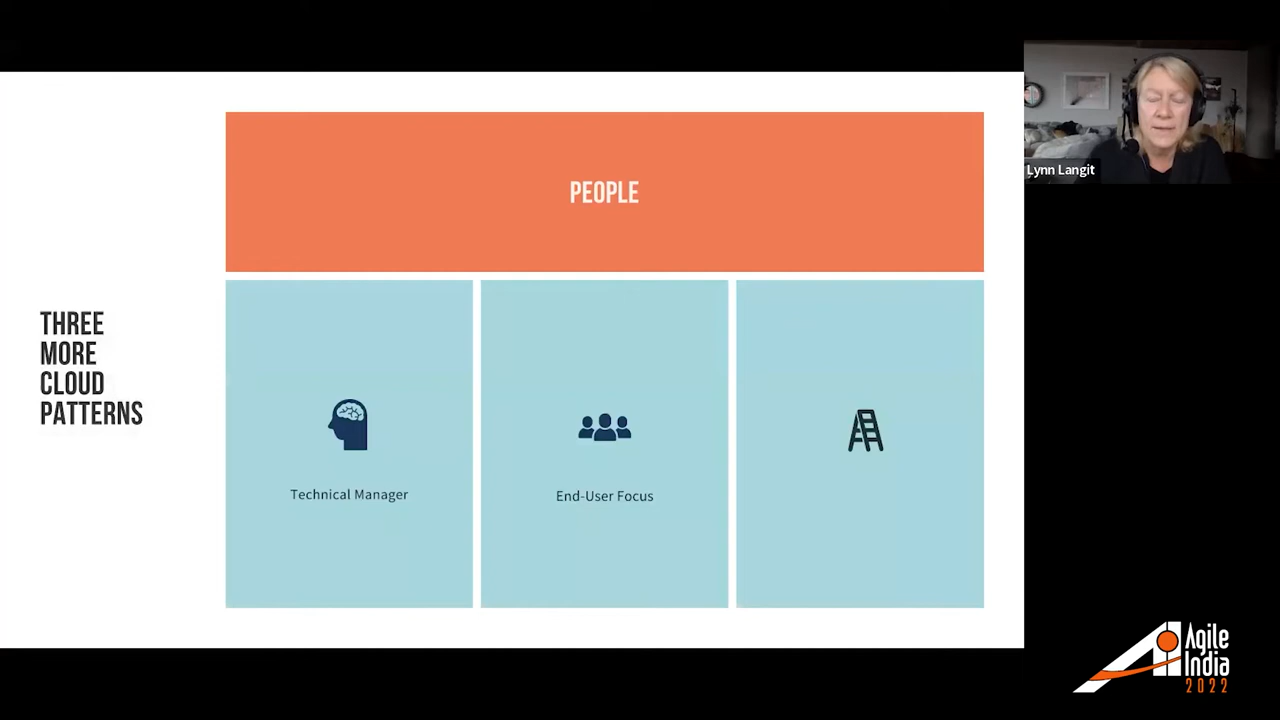 PEOPLE
THREE
MORE
CLOUD
PATTERNS
Technical Manager
End-User Focus
Lynn Langit
Agile
India
2022